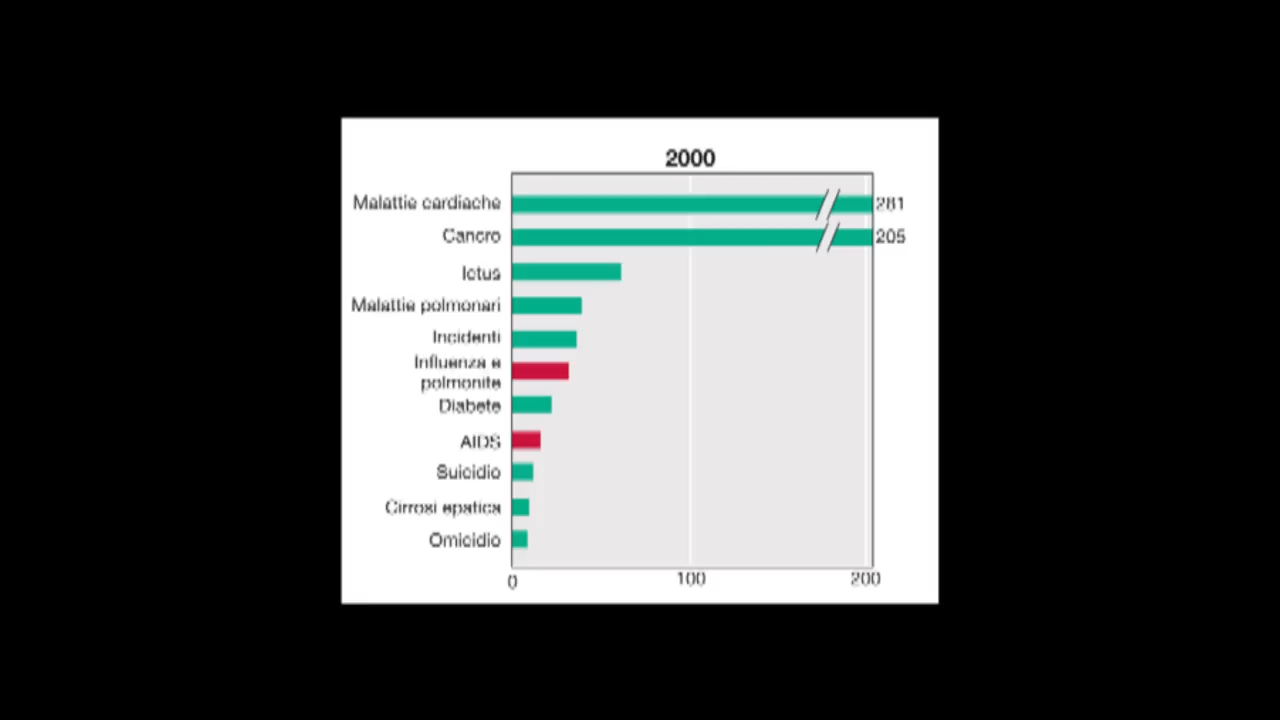 2000
Malattie cardiache
281
Cancro
205
Ictus
Malattie polmonari
Incidenti
Influenza e
polmonite
Diabete
AIDS
Suicidio
Cirrosi epatica
Omicidio
0 100 200